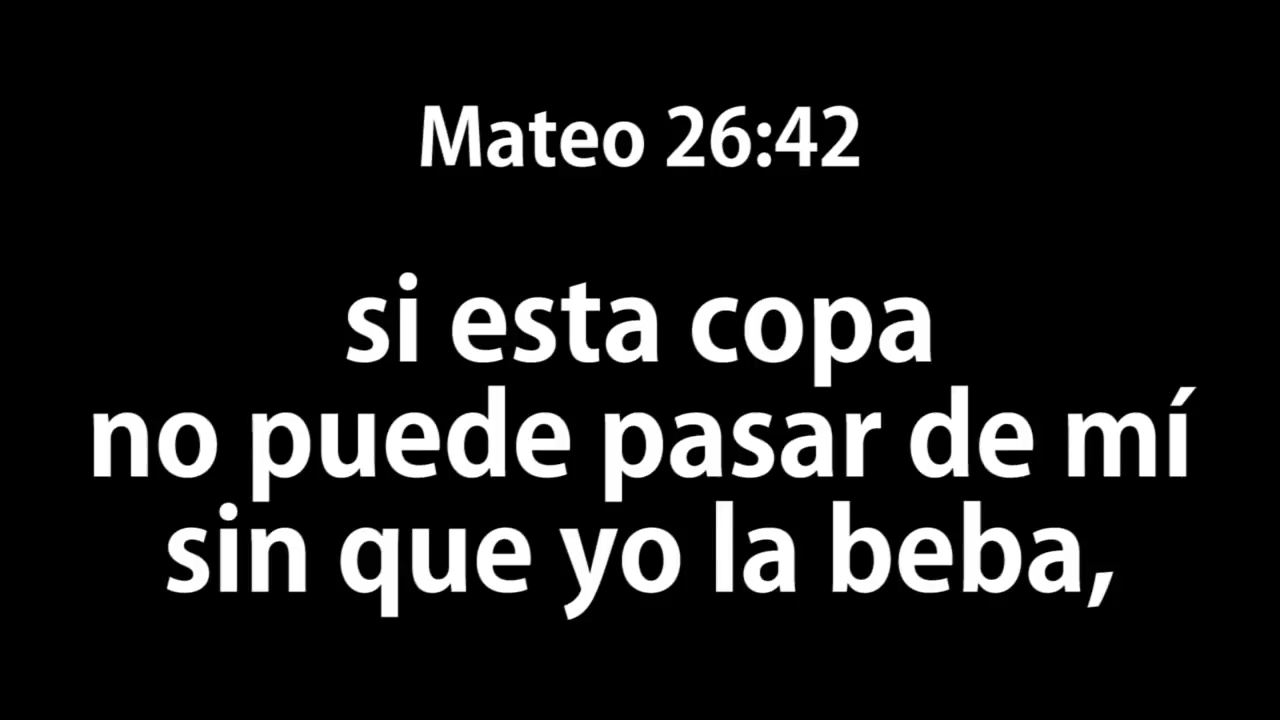 Mateo 26:42
si esta copa
no puede pasar de mí
sin que yo la beba,